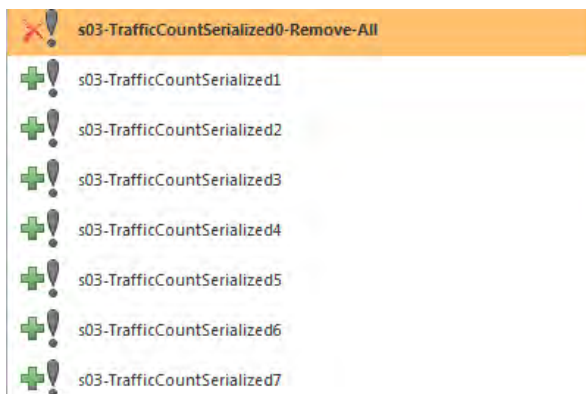 s03-TrafficCountSerialized0-Remove-All
s03-TrafficCountSerialized1
s03-TrafficCountSerialized2
s03-TrafficCountSerialized3
s03-TrafficCountSerialized4
s03-TrafficCountSerialized5
s03-TrafficCountSerialized6
s03-TrafficCountSerialized7